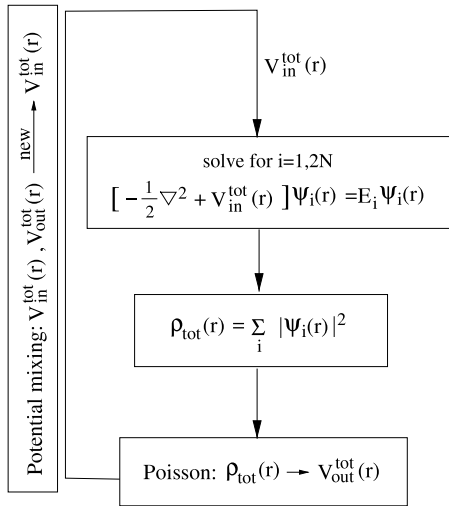 Potential mixing: V_in^tot(r) , V_out^tot(r) —new→ V_in^tot(r)
V_in^tot(r)
solve for i=1,2N
[ -1/2 ▽² + V_in^tot(r) ]Ψ_i(r) =E_i Ψ_i(r)
ρ_tot(r) = Σ_i |Ψ_i(r)|²
Poisson: ρ_tot(r) → V_out^tot(r)